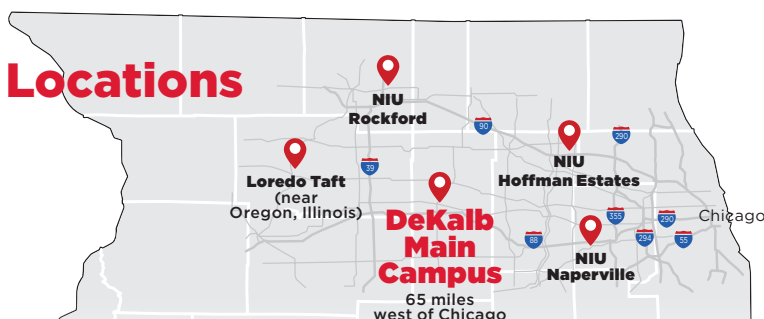 Locations
NIU
Rockford
90
290
NIU
Hoffman Estates
39
Loredo Taft
(near
Oregon, Illinois)
DeKalb
Main
Campus
65 miles
west of Chicago
355
290
Chicago
88
294
55
NIU
Naperville